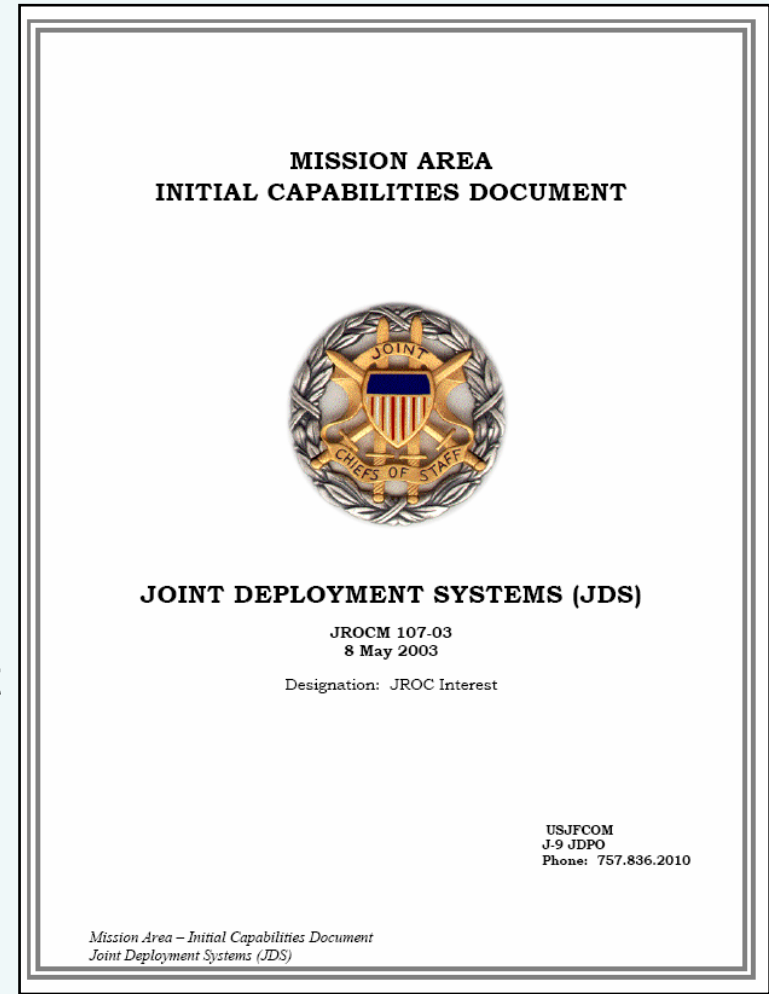 MISSION AREA
INITIAL CAPABILITIES DOCUMENT
JOINT
CHIEFS OF STAFF
JOINT DEPLOYMENT SYSTEMS (JDS)
JROCM 107-03
8 May 2003
Designation: JROC Interest
USJFCOM
J-9 JDPO
Phone: 757.836.2010
Mission Area – Initial Capabilities Document
Joint Deployment Systems (JDS)